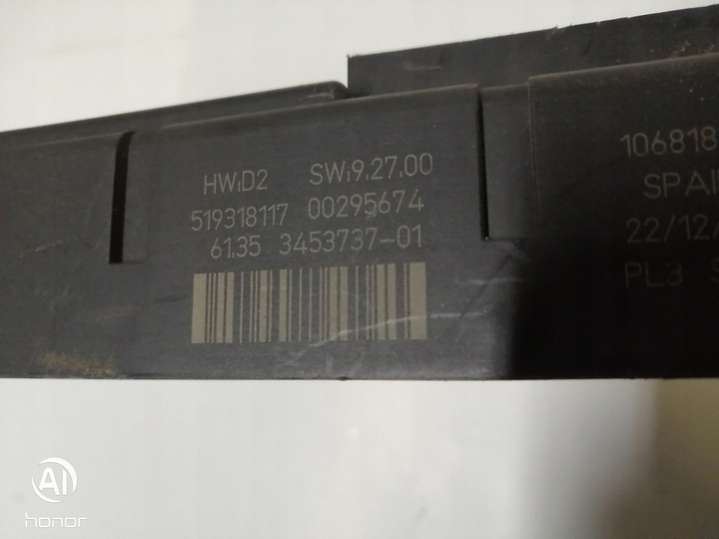 HW:D2 SW:9.27.00
519318117 00295674
61.35 3453737-01
106818
SPAI
22/12/
PL3
AI
honor